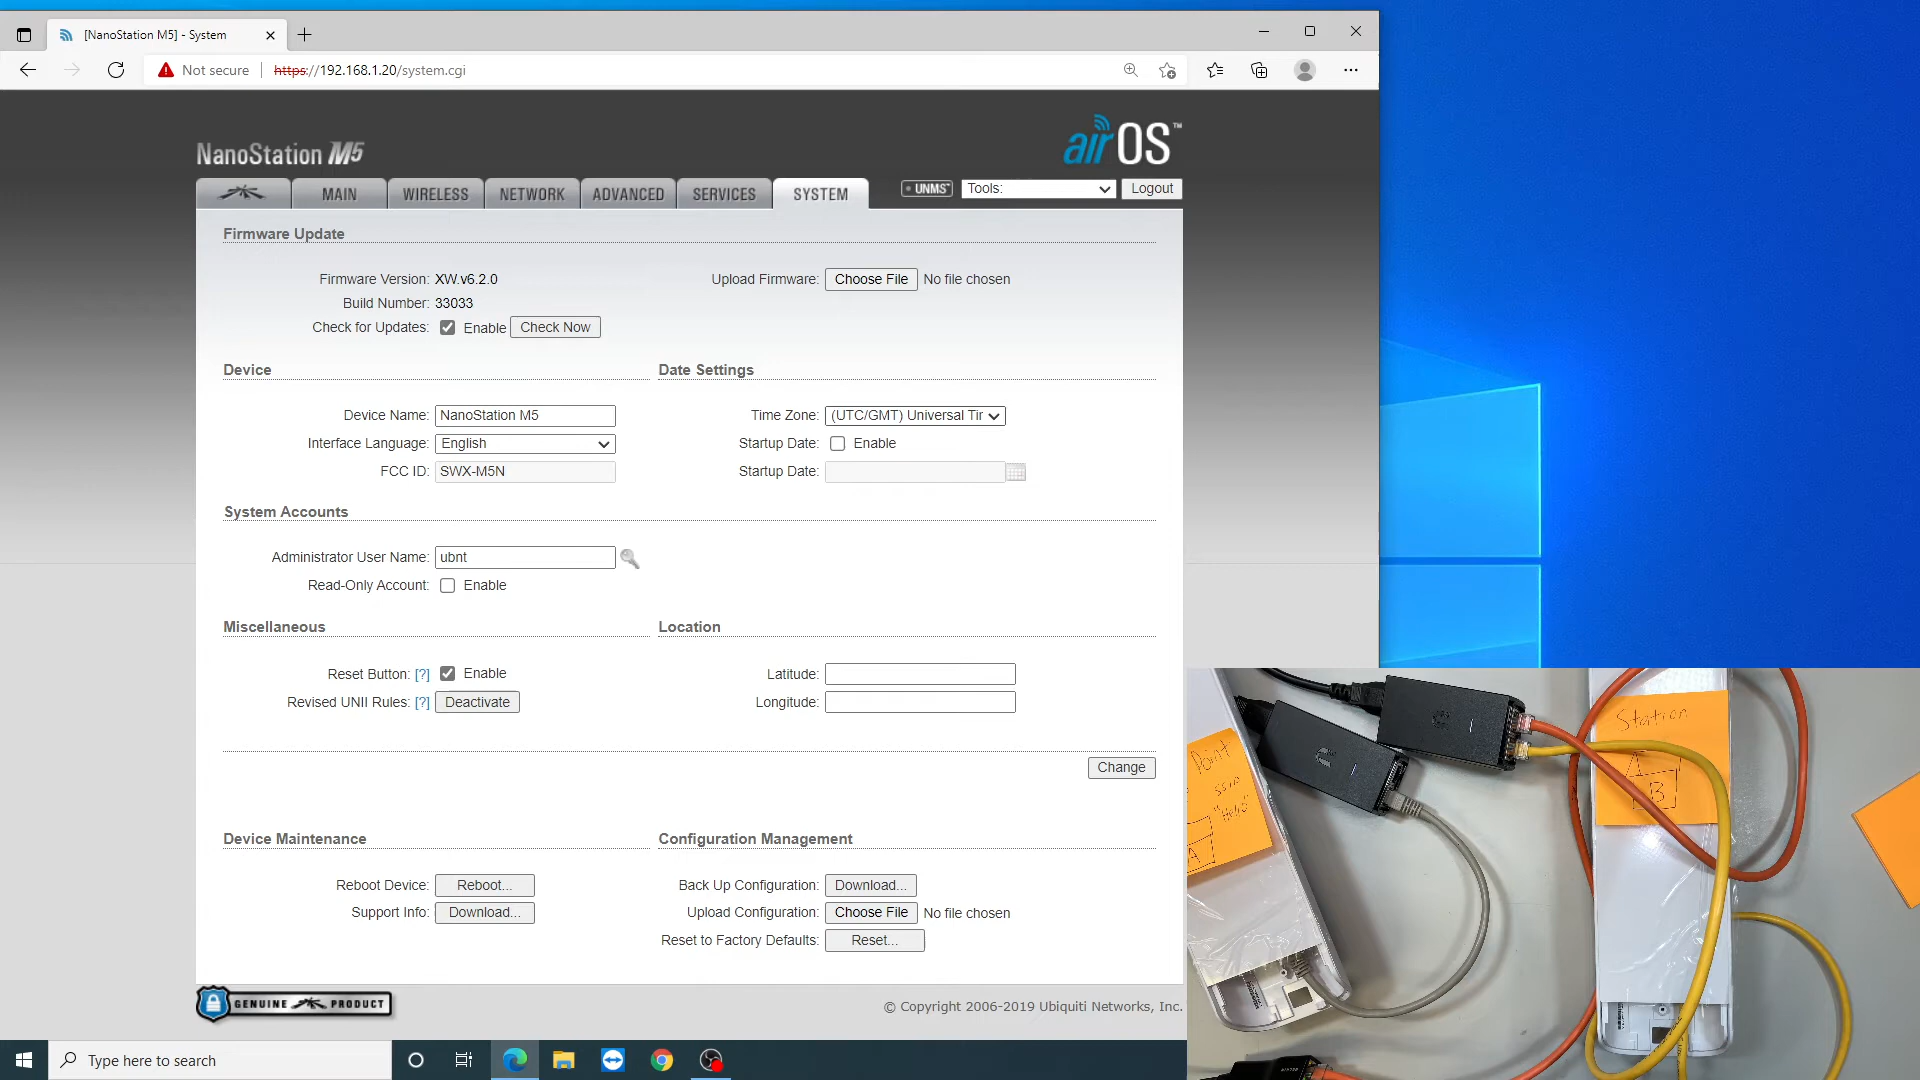 [NanoStation M5] - System
Not secure
https://192.168.1.20/system.cgi
NanoStation M5
airOS™
MAIN
WIRELESS
NETWORK
ADVANCED
SERVICES
SYSTEM
UNMS
Tools:
Logout
Firmware Update
Firmware Version: XW.v6.2.0
Upload Firmware: Choose File No file chosen
Build Number: 33033
Check for Updates: Enable Check Now
Device
Date Settings
Device Name: NanoStation M5
Time Zone: (UTC/GMT) Universal Tir
Interface Language: English
Startup Date: Enable
FCC ID: SWX-M5N
Startup Date:
System Accounts
Administrator User Name: ubnt
Read-Only Account: Enable
Miscellaneous
Location
Reset Button: [?] Enable
Latitude:
Revised UNII Rules: [?] Deactivate
Longitude:
Change
Device Maintenance
Configuration Management
Reboot Device: Reboot...
Back Up Configuration: Download...
Support Info: Download...
Upload Configuration: Choose File No file chosen
Reset to Factory Defaults: Reset...
GENUINE PRODUCT
© Copyright 2006-2019 Ubiquiti Networks, Inc.
Type here to search
Point
SSID
"Hello"
A
Station
A
B